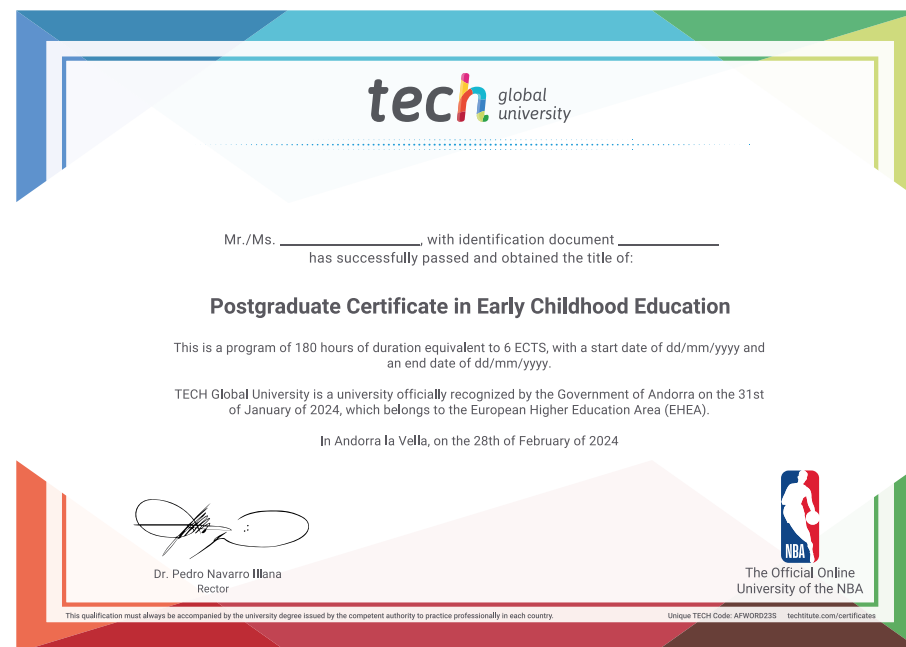 tech global university
Mr./Ms. ____________, with identification document ____________
has successfully passed and obtained the title of:
Postgraduate Certificate in Early Childhood Education
This is a program of 180 hours of duration equivalent to 6 ECTS, with a start date of dd/mm/yyyy and
an end date of dd/mm/yyyy.
TECH Global University is a university officially recognized by the Government of Andorra on the 31st
of January of 2024, which belongs to the European Higher Education Area (EHEA).
In Andorra la Vella, on the 28th of February of 2024
Dr. Pedro Navarro Illana
Rector
NBA
The Official Online
University of the NBA
This qualification must always be accompanied by the university degree issued by the competent authority to practice professionally in each country.
Unique TECH Code: AFWORD23S techtitute.com/certificates